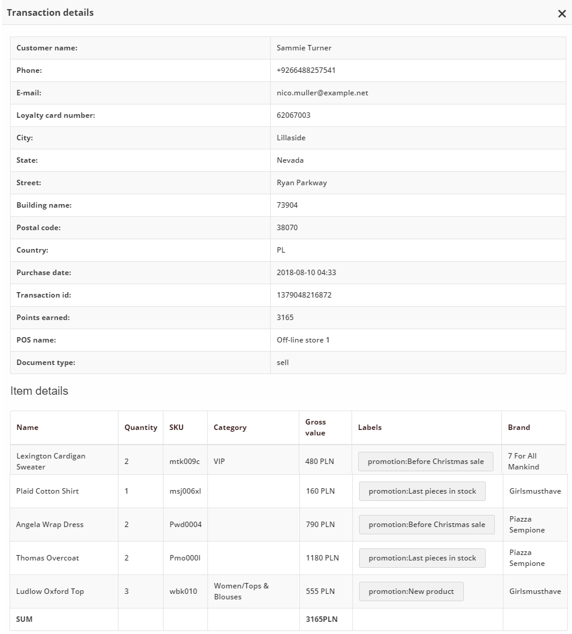 Transaction details
Customer name: Sammie Turner
Phone: +9266488257541
E-mail: nico.muller@example.net
Loyalty card number: 62067003
City: Lillaside
State: Nevada
Street: Ryan Parkway
Building name: 73904
Postal code: 38070
Country: PL
Purchase date: 2018-08-10 04:33
Transaction id: 1379048216872
Points earned: 3165
POS name: Off-line store 1
Document type: sell
Item details
Name Quantity SKU Category Gross value Labels Brand
Lexington Cardigan Sweater 2 mtk009c VIP 480 PLN promotion:Before Christmas sale 7 For All Mankind
Plaid Cotton Shirt 1 msj006xl 160 PLN promotion:Last pieces in stock Girlsmusthave
Angela Wrap Dress 2 Pwd0004 790 PLN promotion:Before Christmas sale Piazza Sempione
Thomas Overcoat 2 Pmo000l 1180 PLN promotion:Last pieces in stock Piazza Sempione
Ludlow Oxford Top 3 wbk010 Women/Tops & Blouses 555 PLN promotion:New product Girlsmusthave
SUM 3165PLN